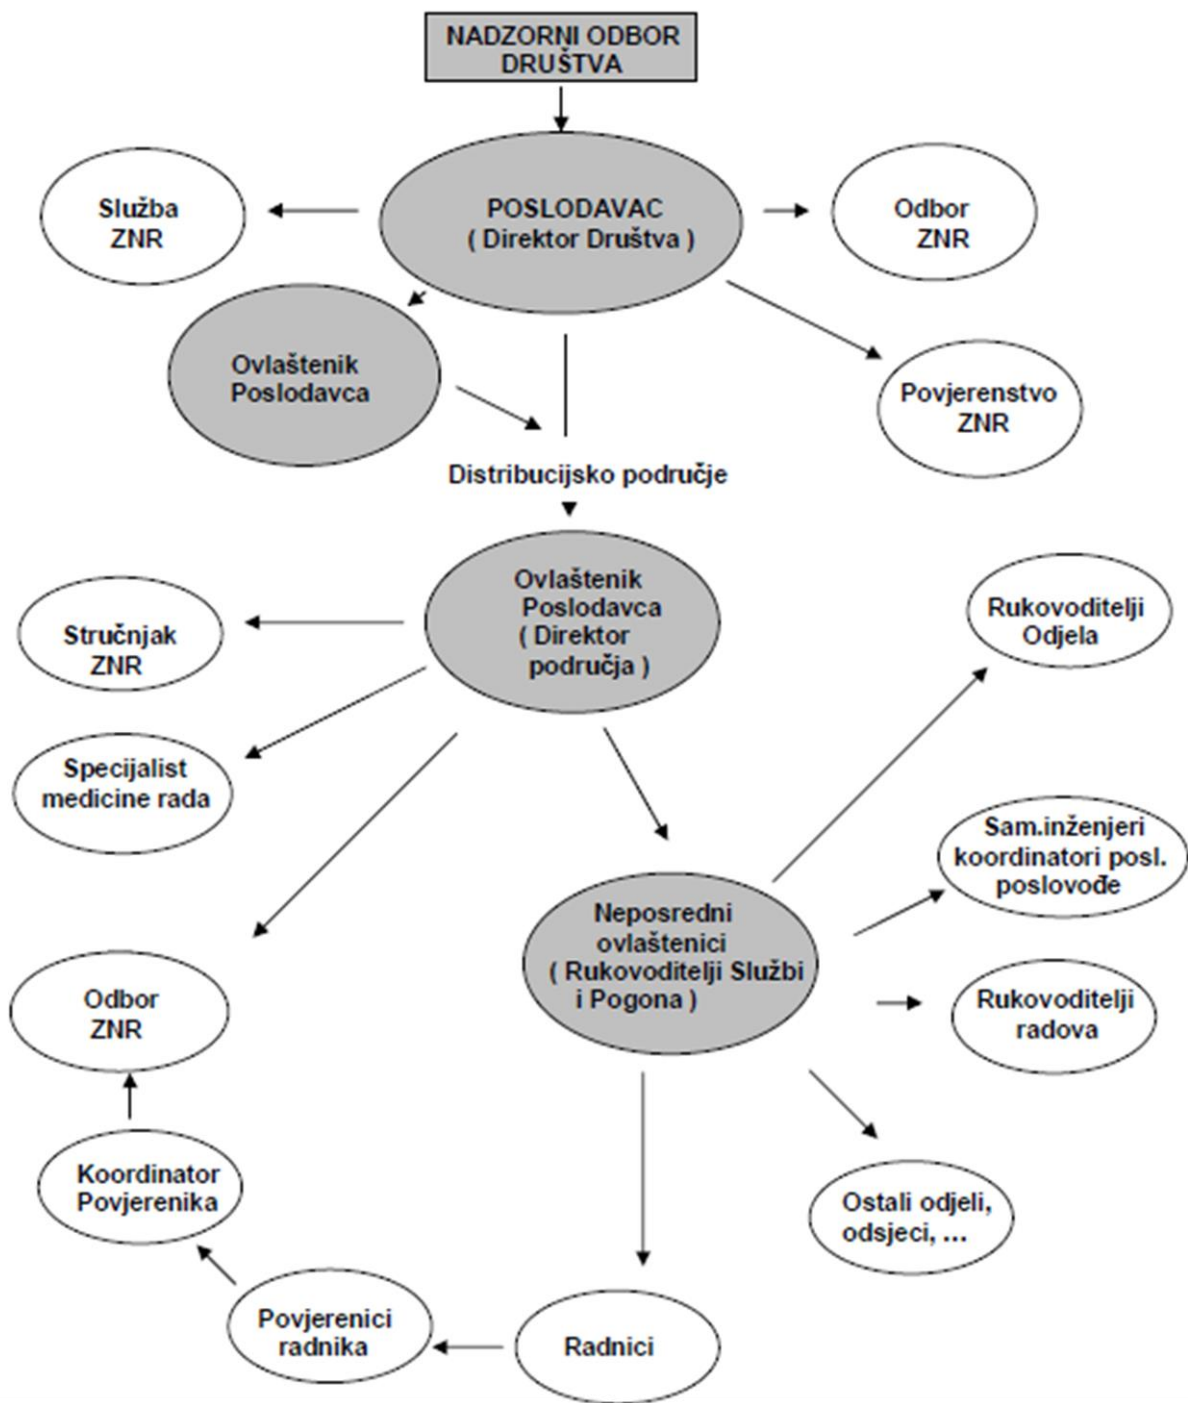 NADZORNI ODBOR
DRUŠTVA
POSLODAVAC
( Direktor Društva )
Služba
ZNR
Odbor
ZNR
Ovlaštenik
Poslodavca
Povjerenstvo
ZNR
Distribucijsko područje
Ovlaštenik
Poslodavca
( Direktor
područja )
Stručnjak
ZNR
Rukovoditelji
Odjela
Specijalist
medicine rada
Sam.inženjeri
koordinatori posl.
poslovođe
Neposredni
ovlaštenici
( Rukovoditelji Službi
i Pogona )
Odbor
ZNR
Rukovoditelji
radova
Koordinator
Povjerenika
Ostali odjeli,
odsjeci, ...
Povjerenici
radnika
Radnici